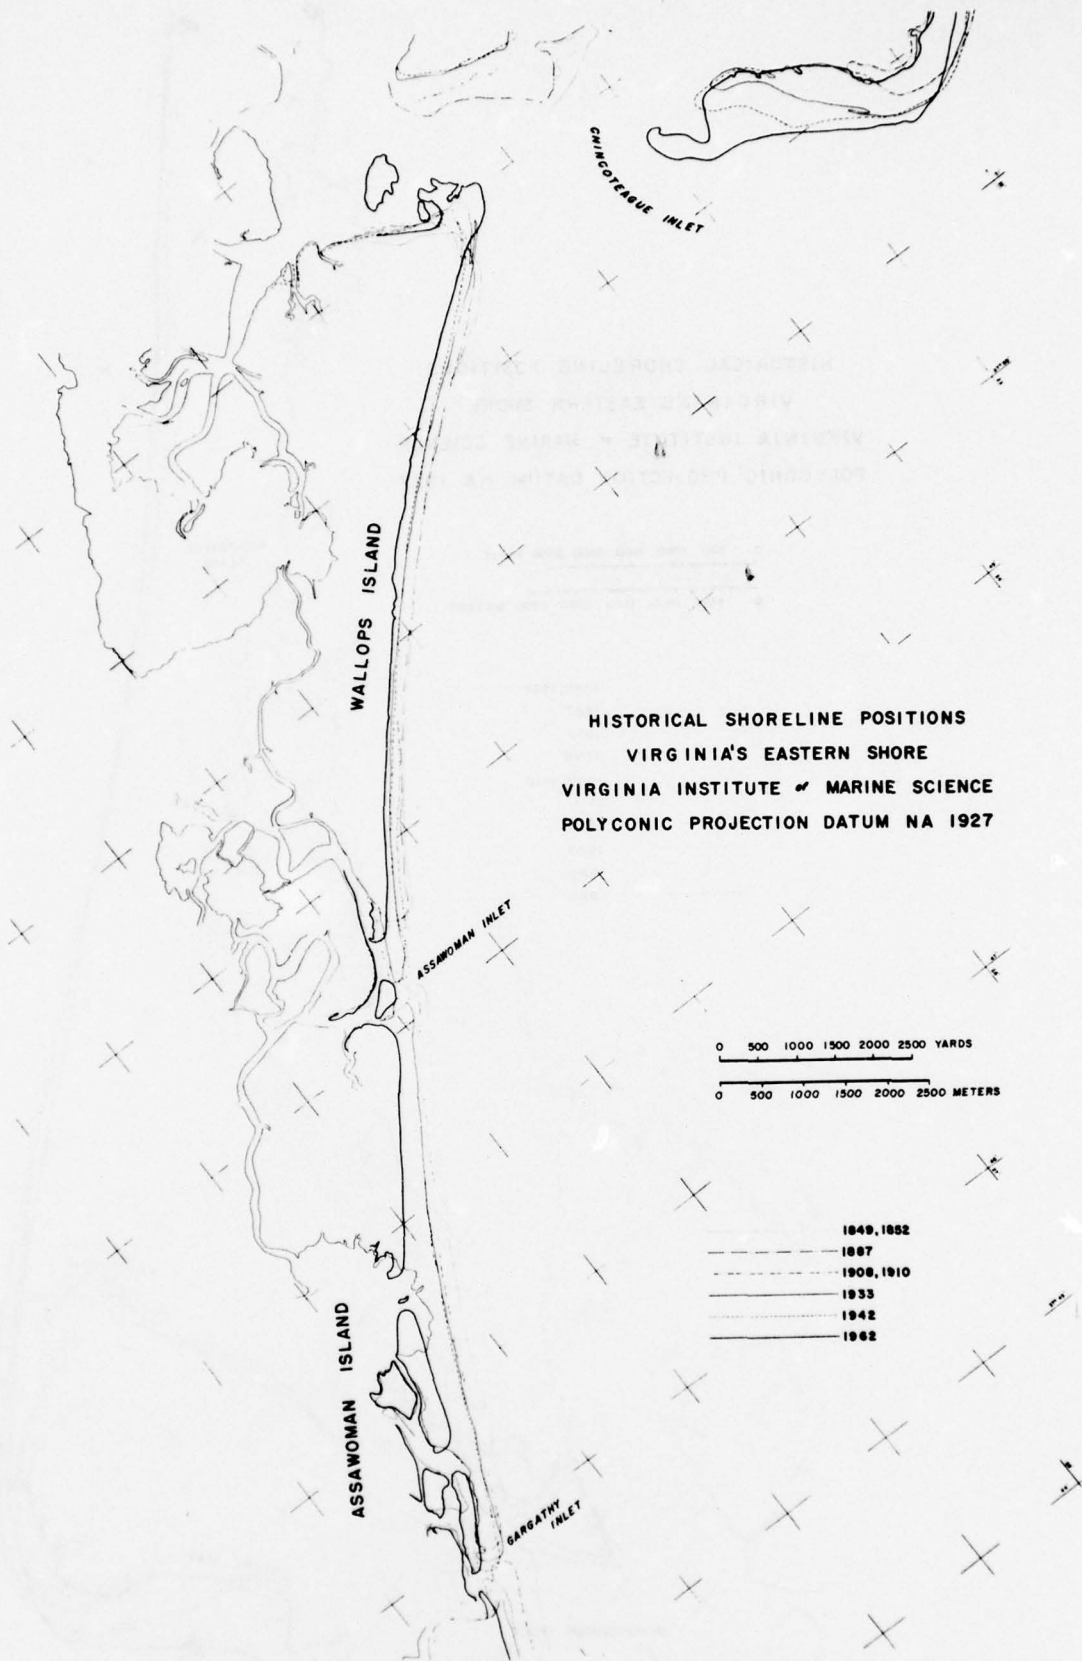 CHINCOTEAGUE INLET
WALLOPS ISLAND
HISTORICAL SHORELINE POSITIONS
VIRGINIA'S EASTERN SHORE
VIRGINIA INSTITUTE of MARINE SCIENCE
POLYCONIC PROJECTION DATUM NA 1927
ASSAWOMAN INLET
0 500 1000 1500 2000 2500 YARDS
0 500 1000 1500 2000 2500 METERS
1849, 1852
1887
1908, 1910
1933
1942
1962
ASSAWOMAN ISLAND
GARGATHY
INLET